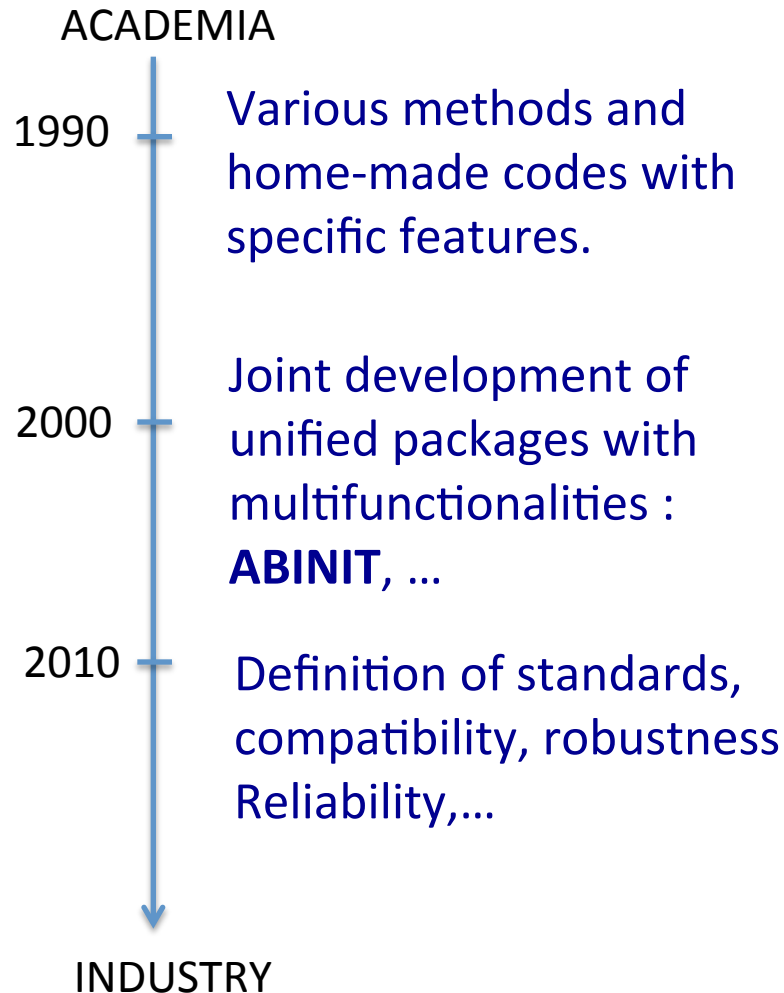 ACADEMIA
1990
Various methods and
home-made codes with
specific features.
2000
Joint development of
unified packages with
multifunctionalities :
ABINIT, ...
2010
Definition of standards,
compatibility, robustness
Reliability,...
INDUSTRY